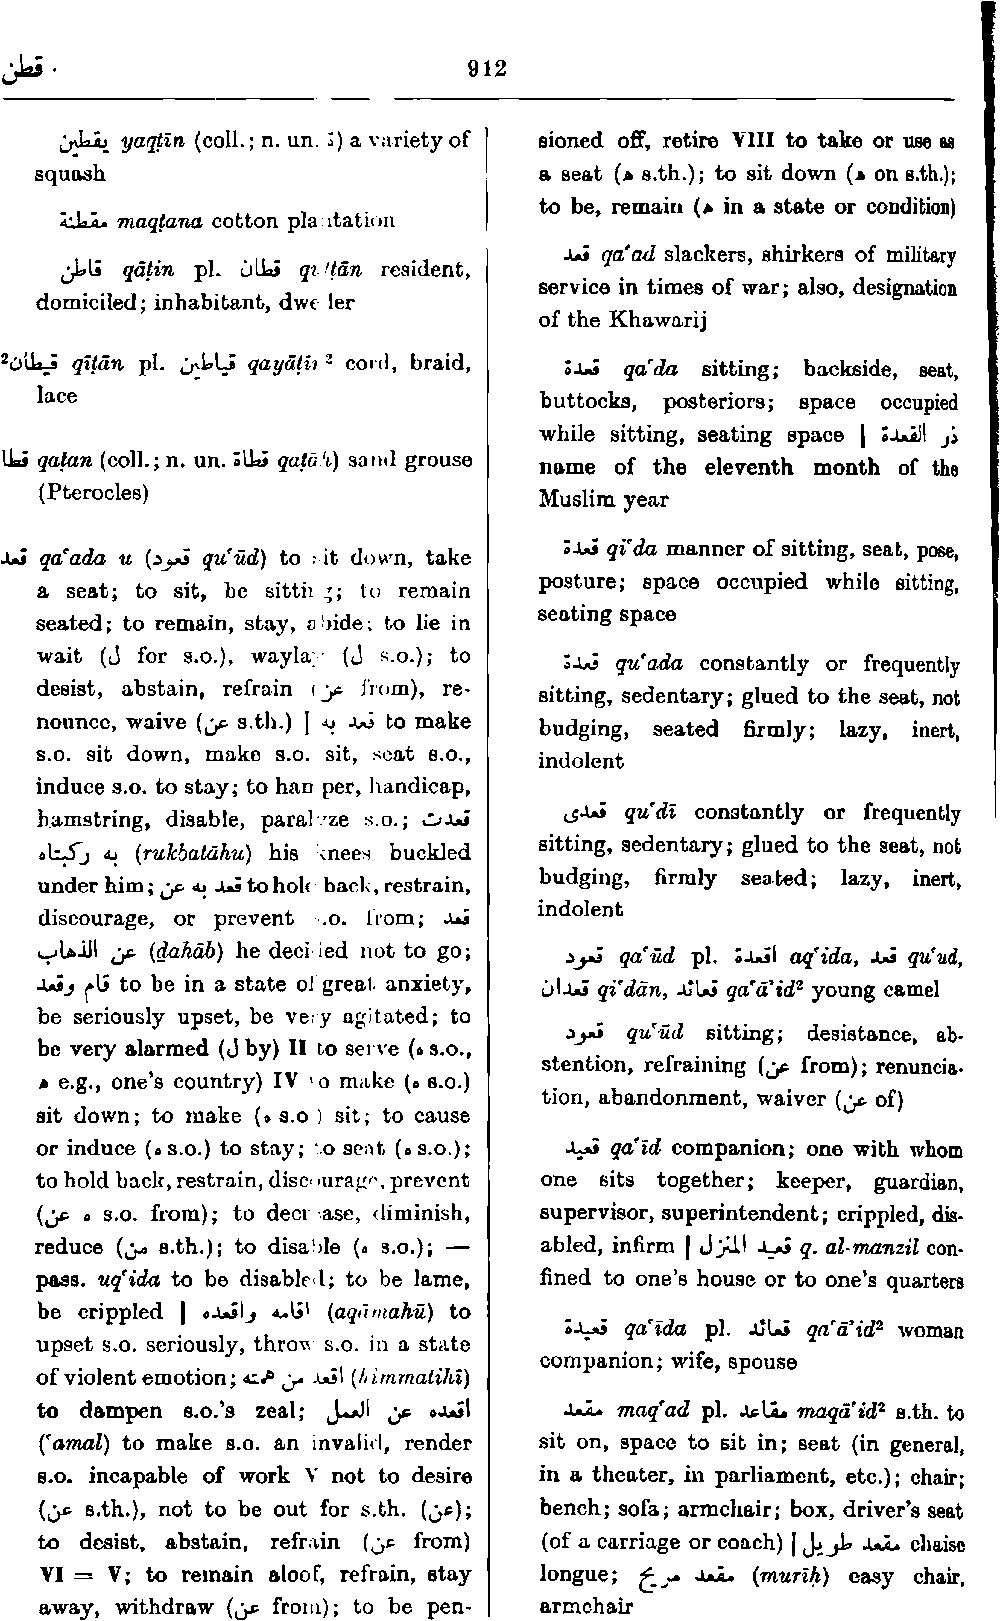 قطن ·
912
يقطين yaqṭīn (coll.; n. un. ة) a variety of
squash
مقطنة maqṭana cotton plantation
قاطن qāṭin pl. قطان quṭṭān resident,
domiciled; inhabitant, dweller
قيطان² qīṭān pl. قياطين qayāṭīn² cord, braid,
lace
قطا qaṭan (coll.; n. un. قطاة qaṭāh) sand grouse
(Pterocles)
قعد qaʿada u (قعود quʿūd) to sit down, take
a seat; to sit, be sitting; to remain
seated; to remain, stay, abide; to lie in
wait (ل for s.o.), waylay (ل s.o.); to
desist, abstain, refrain (عن from), re-
nounce, waive (عن s.th.) | قعد به to make
s.o. sit down, make s.o. sit, seat s.o.,
induce s.o. to stay; to hamper, handicap,
hamstring, disable, paralyze s.o.; قعدت
به ركبتاه (rukbatāhu) his knees buckled
under him; قعد به عن to hold back, restrain,
discourage, or prevent s.o. from; قعد
عن الذهاب (ḏahāb) he decided not to go;
قام وقعد to be in a state of great anxiety,
be seriously upset, be very agitated; to
be very alarmed (ل by) II to serve (ه s.o.,
ﻫ e.g., one's country) IV to make (ه s.o.)
sit down; to make (ه s.o.) sit; to cause
or induce (ه s.o.) to stay; to seat (ه s.o.);
to hold back, restrain, discourage, prevent
(ه عن s.o. from); to decrease, diminish,
reduce (من s.th.); to disable (ه s.o.); —
pass. uqʿida to be disabled; to be lame,
be crippled | اقامه واقعده (aqāmahū) to
upset s.o. seriously, throw s.o. in a state
of violent emotion; اقعد من همته (himmatihī)
to dampen s.o.'s zeal; اقعده عن العمل
(ʿamal) to make s.o. an invalid, render
s.o. incapable of work V not to desire
(عن s.th.), not to be out for s.th. (عن);
to desist, abstain, refrain (عن from)
VI = V; to remain aloof, refrain, stay
away, withdraw (عن from); to be pen-
sioned off, retire VIII to take or use as
a seat (ﻫ s.th.); to sit down (ﻫ on s.th.);
to be, remain (ﻫ in a state or condition)
قعد qaʿad slackers, shirkers of military
service in times of war; also, designation
of the Khawarij
قعدة qaʿda sitting; backside, seat,
buttocks, posteriors; space occupied
while sitting, seating space | ذر القعدة
name of the eleventh month of the
Muslim year
قعدة qiʿda manner of sitting, seat, pose,
posture; space occupied while sitting,
seating space
قعدة quʿada constantly or frequently
sitting, sedentary; glued to the seat, not
budging, seated firmly; lazy, inert,
indolent
قعدى quʿdī constantly or frequently
sitting, sedentary; glued to the seat, not
budging, firmly seated; lazy, inert,
indolent
قعود qaʿūd pl. اقعدة aqʿida, قعد quʿud,
قعدان qiʿdān, قعائد qaʿāʾid² young camel
قعود quʿūd sitting; desistance, ab-
stention, refraining (عن from); renuncia-
tion, abandonment, waiver (عن of)
قعيد qaʿīd companion; one with whom
one sits together; keeper, guardian,
supervisor, superintendent; crippled, dis-
abled, infirm | قعيد المنزل q. al-manzil con-
fined to one's house or to one's quarters
قعيدة qaʿīda pl. قعائد qaʿāʾid² woman
companion; wife, spouse
مقعد maqʿad pl. مقاعد maqāʿid² s.th. to
sit on, space to sit in; seat (in general,
in a theater, in parliament, etc.); chair;
bench; sofa; armchair; box, driver's seat
(of a carriage or coach) | مقعد طويل chaise
longue; مقعد مريح (murīḥ) easy chair,
armchair